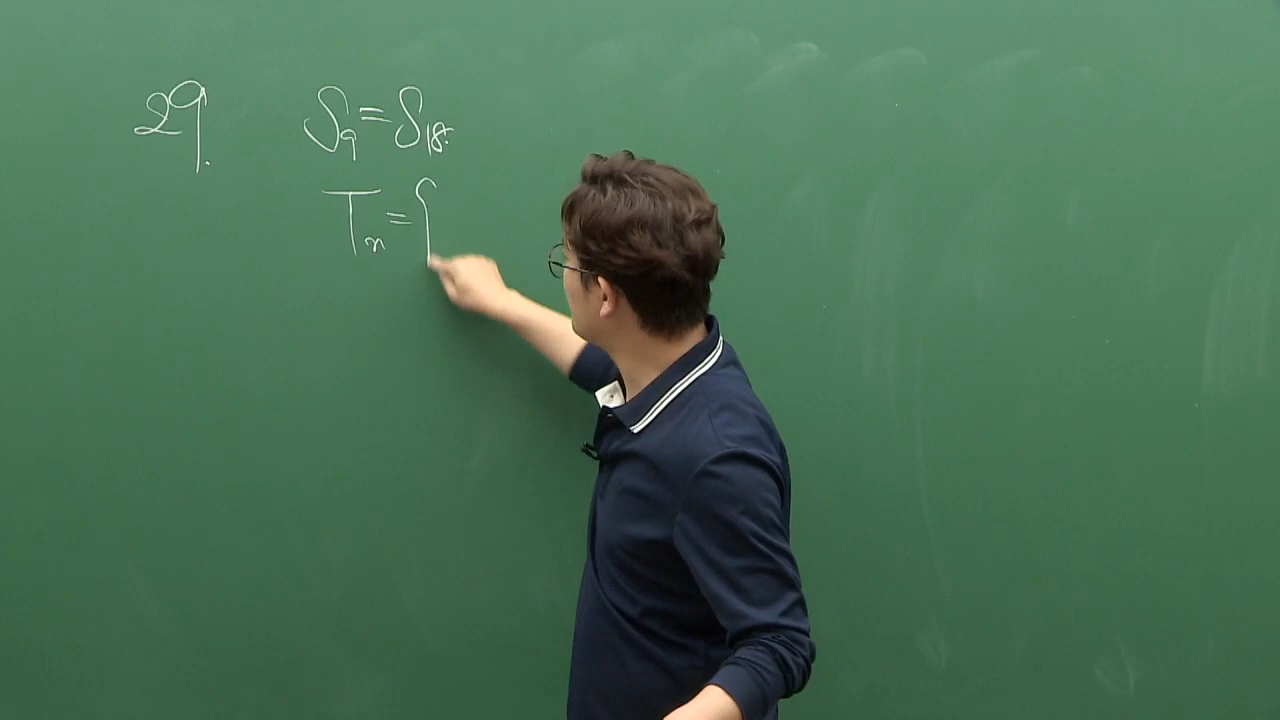 29. S₉ = S₁₈.
Tₙ = ∫